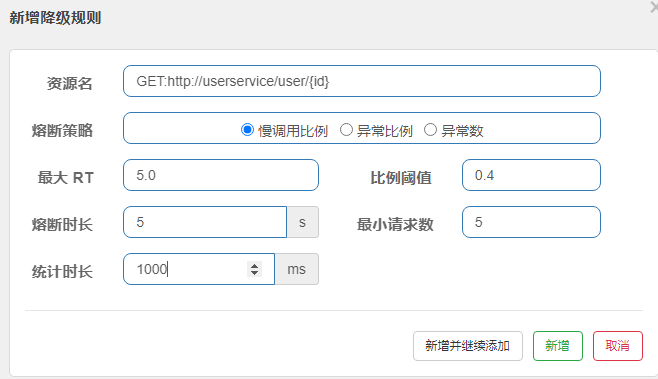 新增降级规则
资源名 GET:http://userservice/user/{id}
熔断策略 慢调用比例 异常比例 异常数
最大 RT 5.0 比例阈值 0.4
熔断时长 5 s 最小请求数 5
统计时长 1000 ms
新增并继续添加 新增 取消